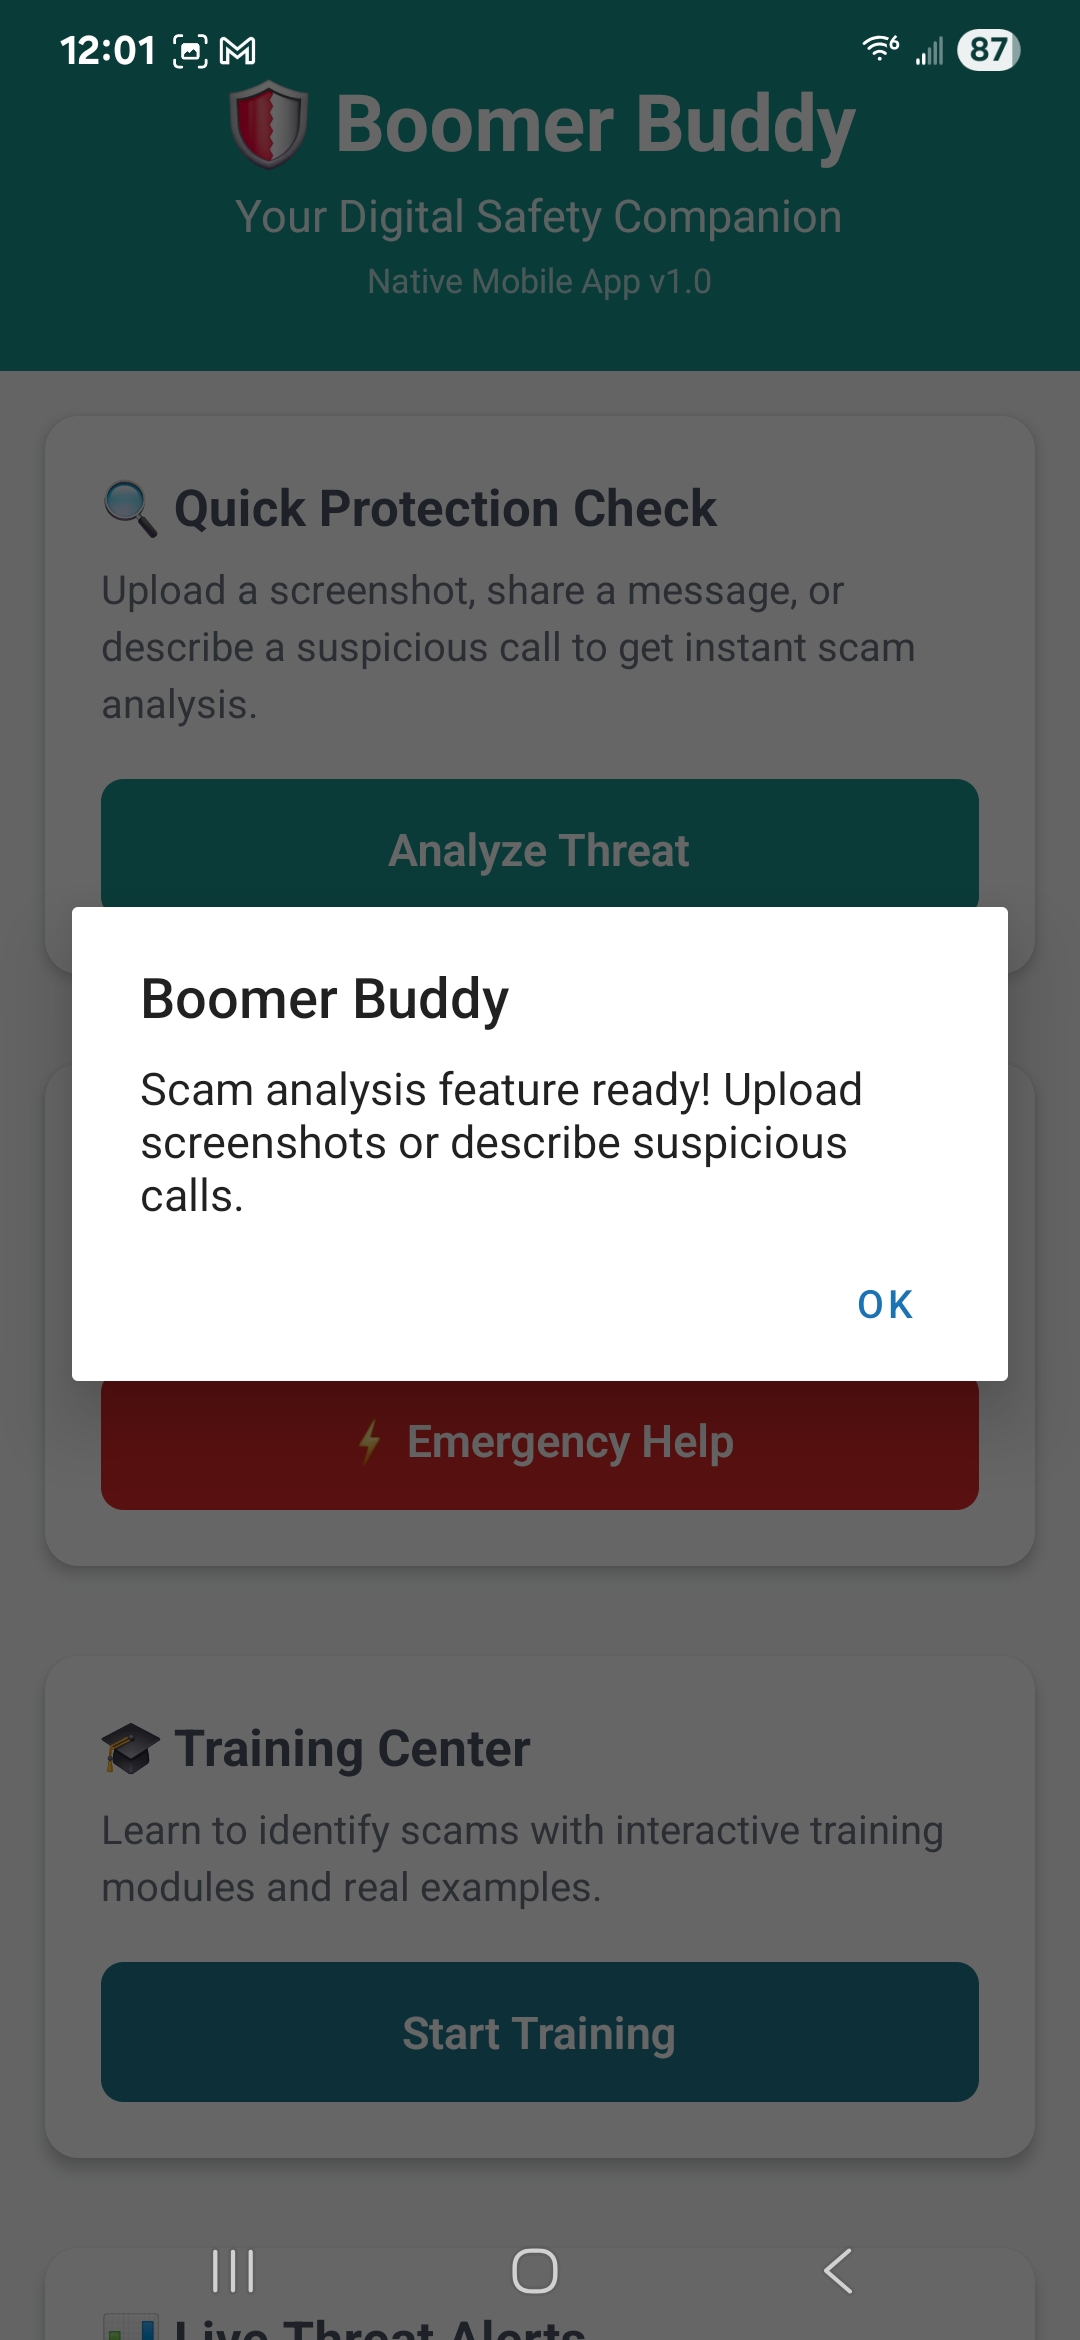 12:01
6
87
Boomer Buddy
Your Digital Safety Companion
Native Mobile App v1.0
Quick Protection Check
Upload a screenshot, share a message, or
describe a suspicious call to get instant scam
analysis.
Analyze Threat
Boomer Buddy
Scam analysis feature ready! Upload
screenshots or describe suspicious
calls.
OK
Emergency Help
Training Center
Learn to identify scams with interactive training
modules and real examples.
Start Training
Live Threat Alerts